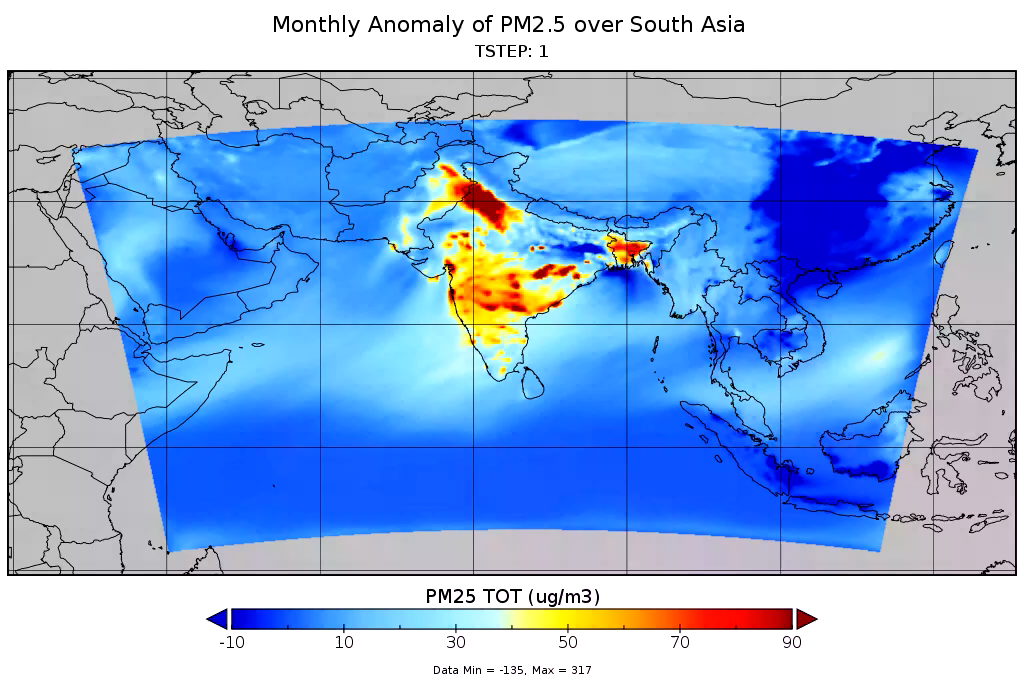 Monthly Anomaly of PM2.5 over South Asia
TSTEP: 1
PM25 TOT (ug/m3)
-10 10 30 50 70 90
Data Min = -135, Max = 317